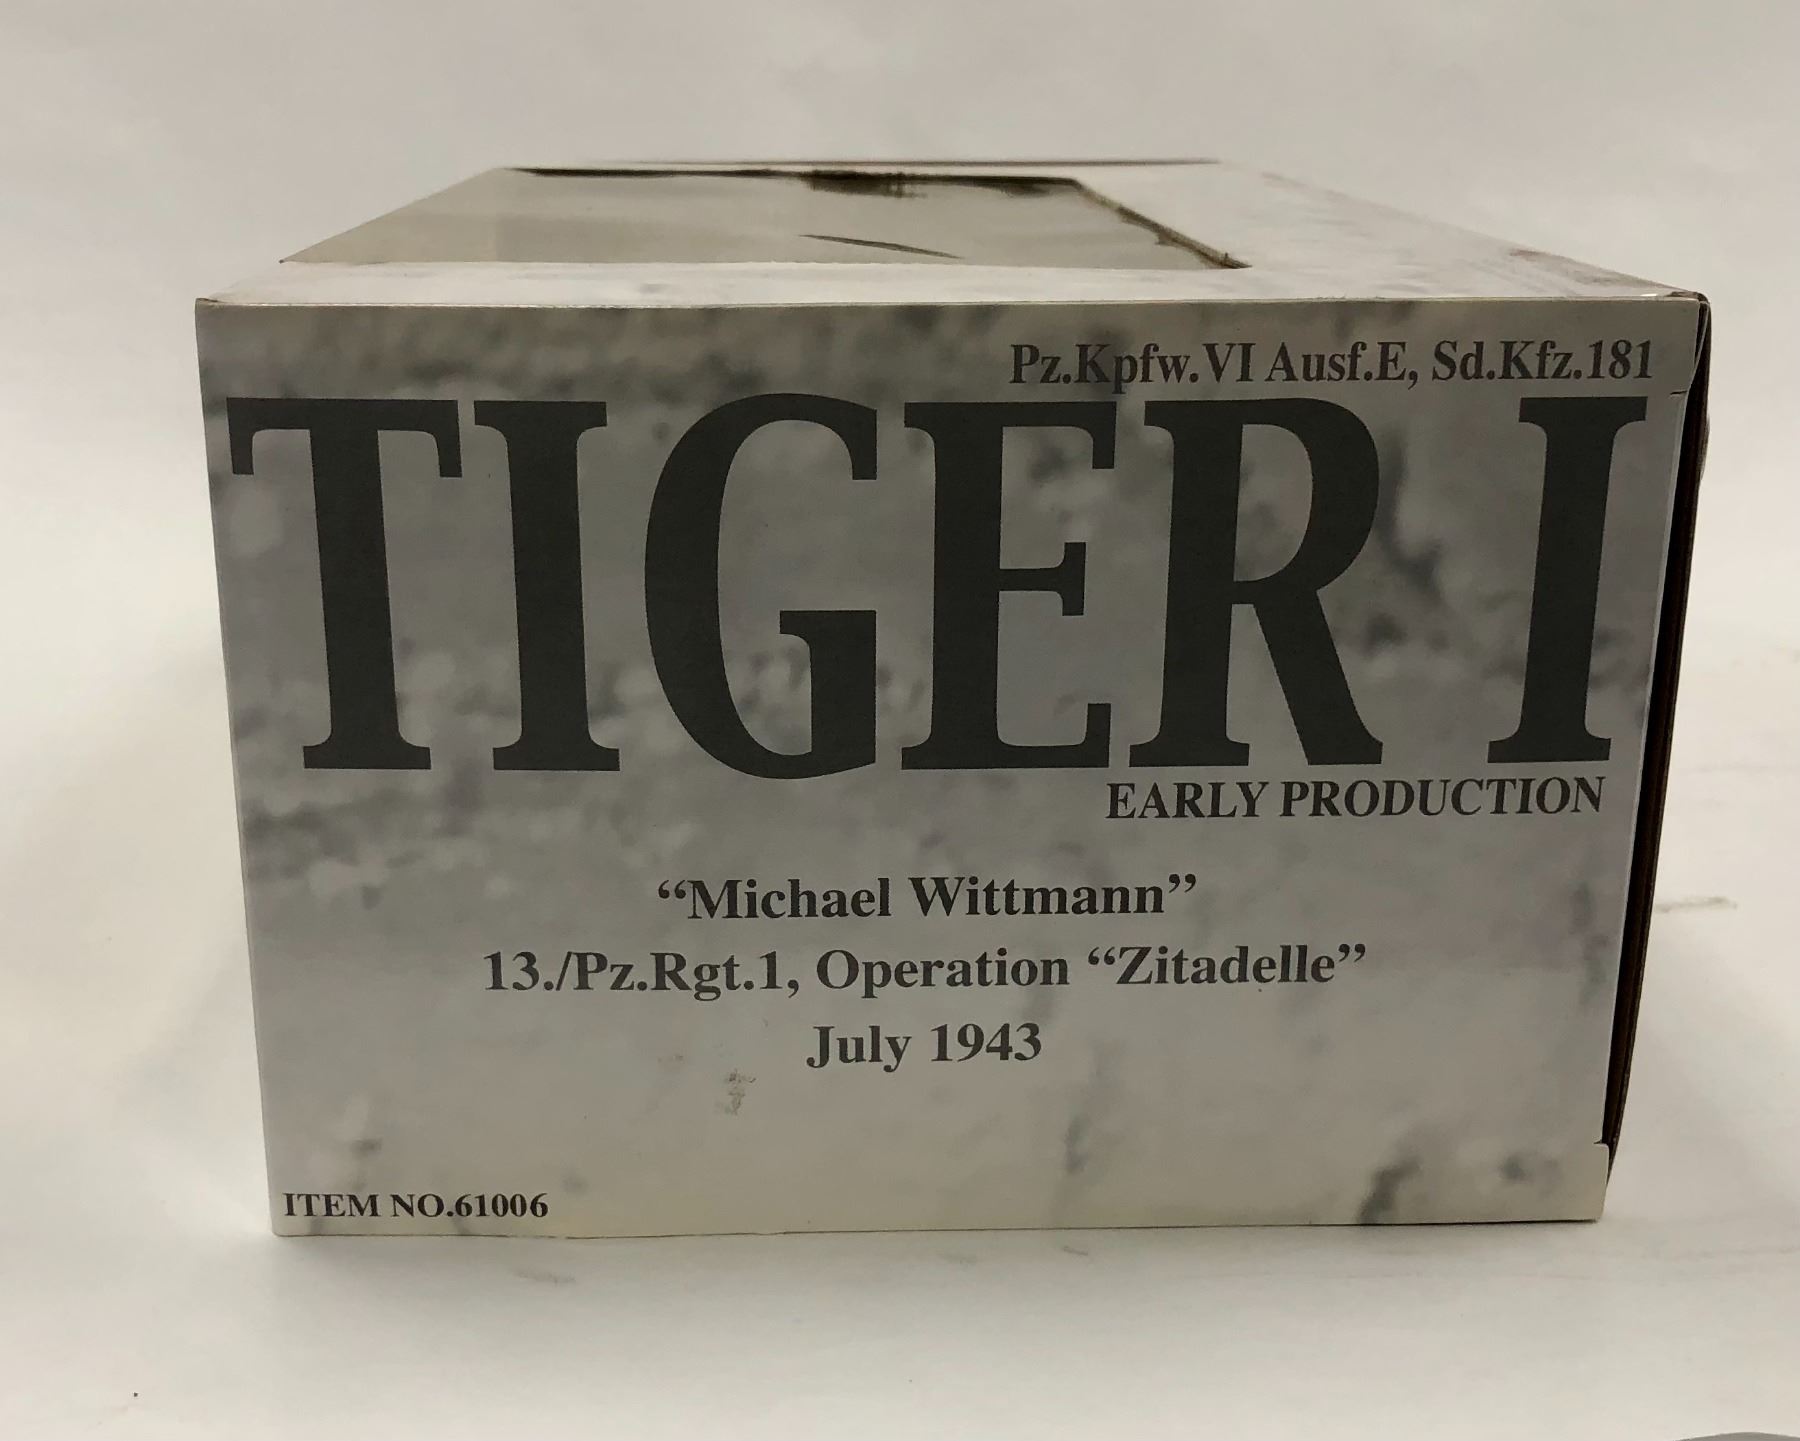 Pz.Kpfw.VI Ausf.E, Sd.Kfz.181
TIGER I
EARLY PRODUCTION
“Michael Wittmann”
13./Pz.Rgt.1, Operation “Zitadelle”
July 1943
ITEM NO.61006